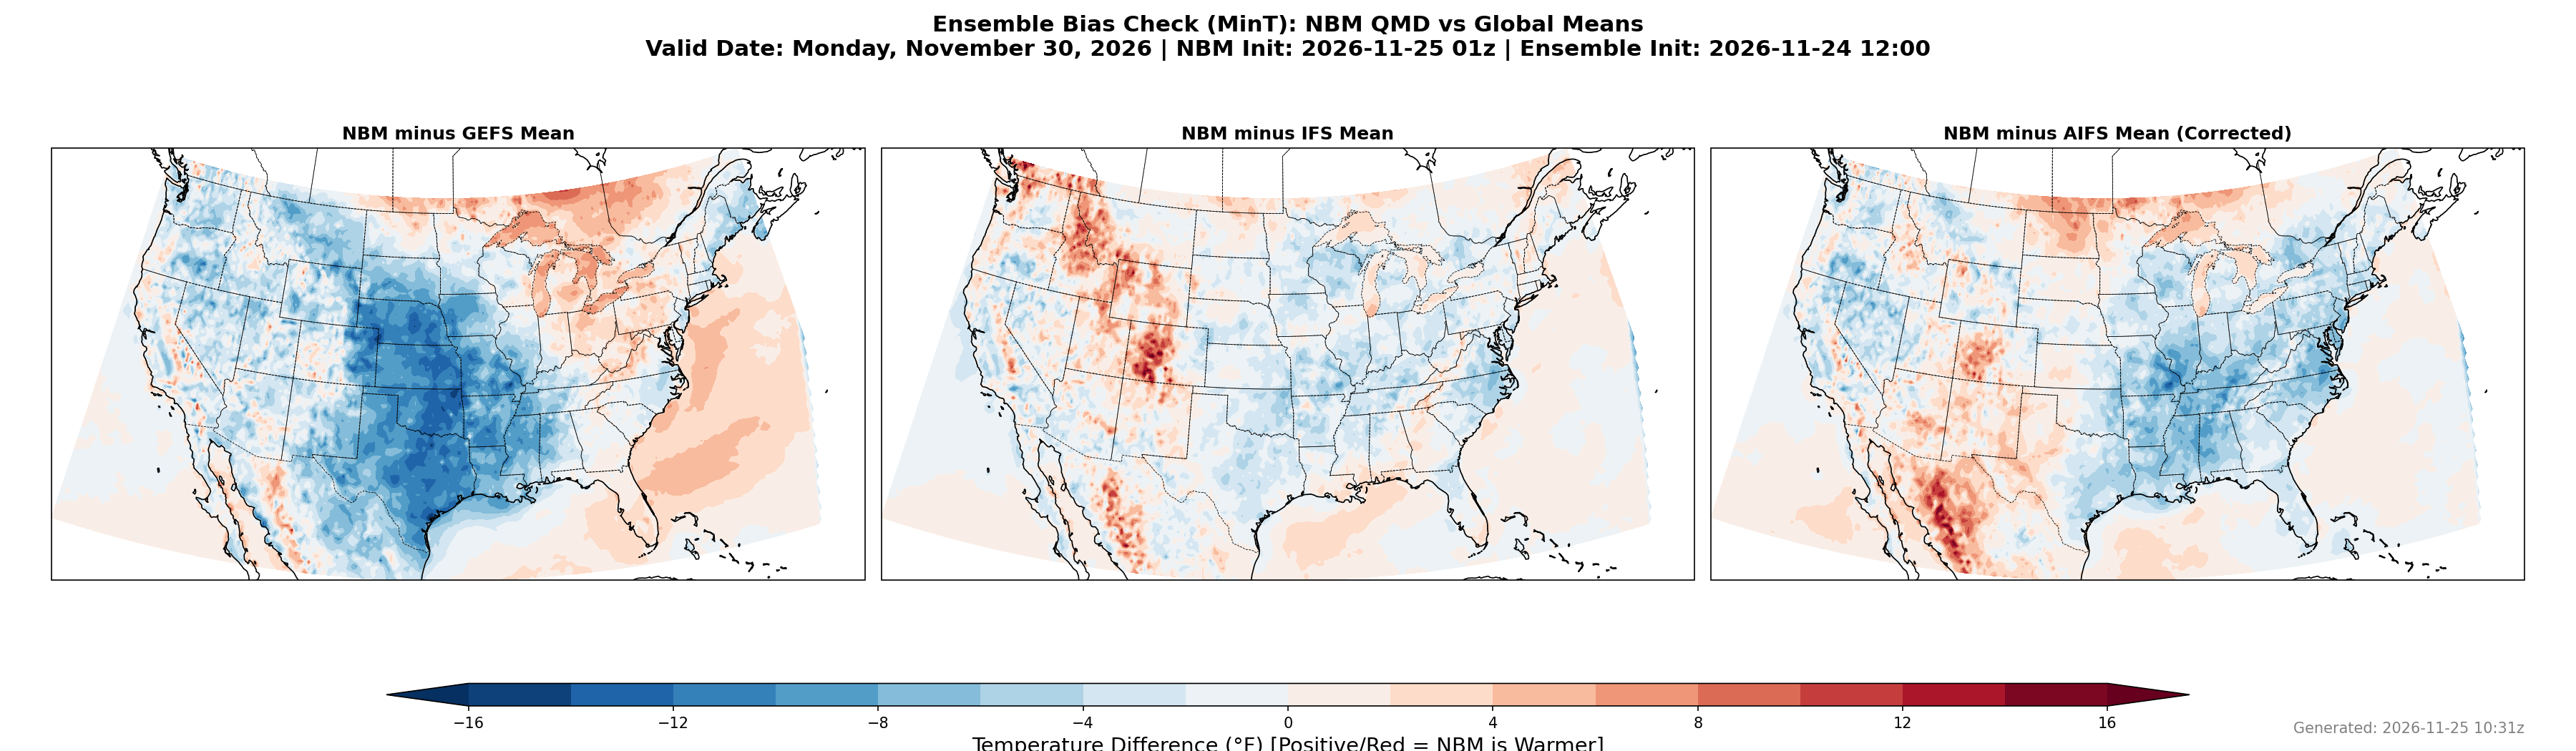 Ensemble Bias Check (MinT): NBM QMD vs Global Means
Valid Date: Monday, November 30, 2026 | NBM Init: 2026-11-25 01z | Ensemble Init: 2026-11-24 12:00
NBM minus GEFS Mean
NBM minus IFS Mean
NBM minus AIFS Mean (Corrected)
−16 −12 −8 −4 0 4 8 12 16
Temperature Difference (°F) [Positive/Red = NBM is Warmer]
Generated: 2026-11-25 10:31z